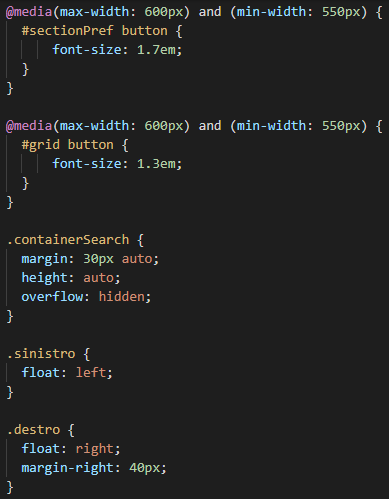 @media(max-width: 600px) and (min-width: 550px) {
  #sectionPref button {
      font-size: 1.7em;
  }
}

@media(max-width: 600px) and (min-width: 550px) {
  #grid button {
      font-size: 1.3em;
  }
}

.containerSearch {
  margin: 30px auto;
  height: auto;
  overflow: hidden;
}

.sinistro {
  float: left;
}

.destro {
  float: right;
  margin-right: 40px;
}